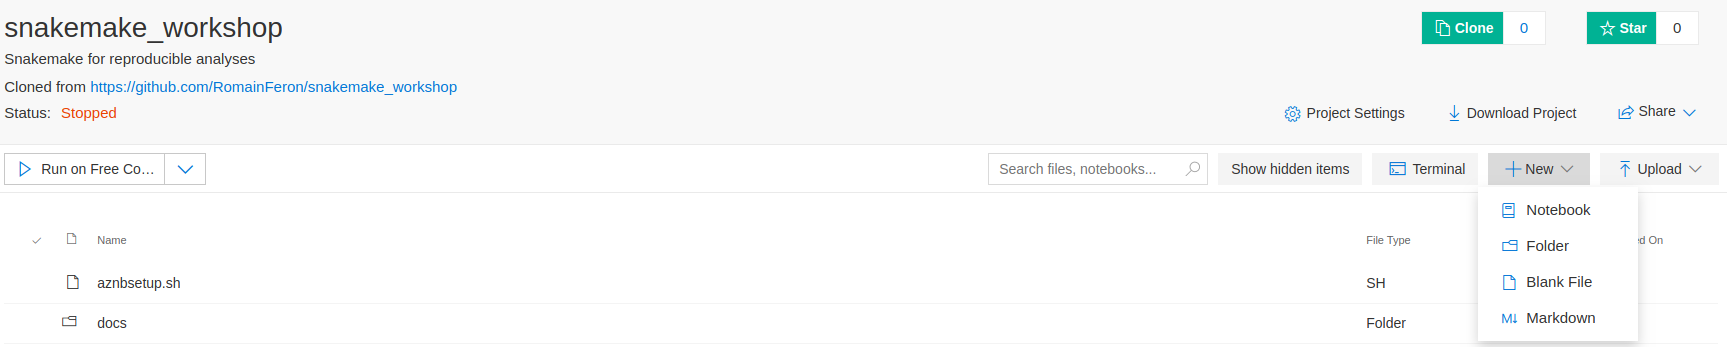 snakemake_workshop
Clone 0
Star 0
Snakemake for reproducible analyses
Cloned from https://github.com/RomainFeron/snakemake_workshop
Status: Stopped
Project Settings
Download Project
Share
Run on Free Co...
Search files, notebooks...
Show hidden items
Terminal
New
Upload
Notebook
Folder
Blank File
Markdown
Name
File Type
On
aznbsetup.sh
SH
docs
Folder